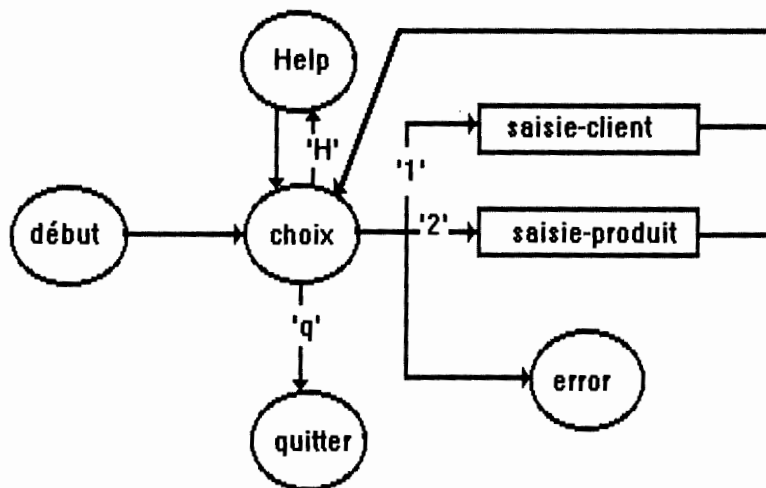 Help
saisie-client
'H'
'1'
début
choix
'2'
saisie-produit
'q'
error
quitter